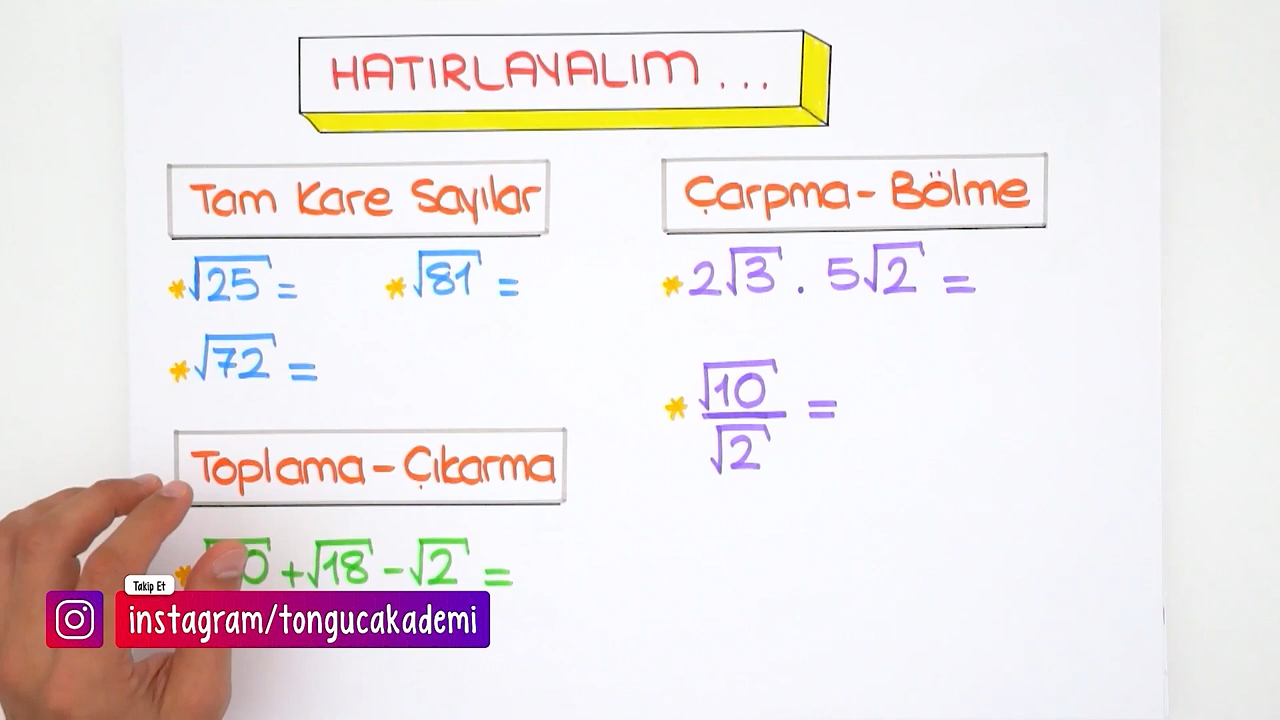 HATIRLAYALIM...
Tam Kare Sayılar
*√25 =
*√81 =
*√72 =
Toplama-Çıkarma
+√18 -√2 =
Çarpma-Bölme
*2√3 . 5√2 =
*√10/√2 =
Takip Et
instagram/tongucakademi